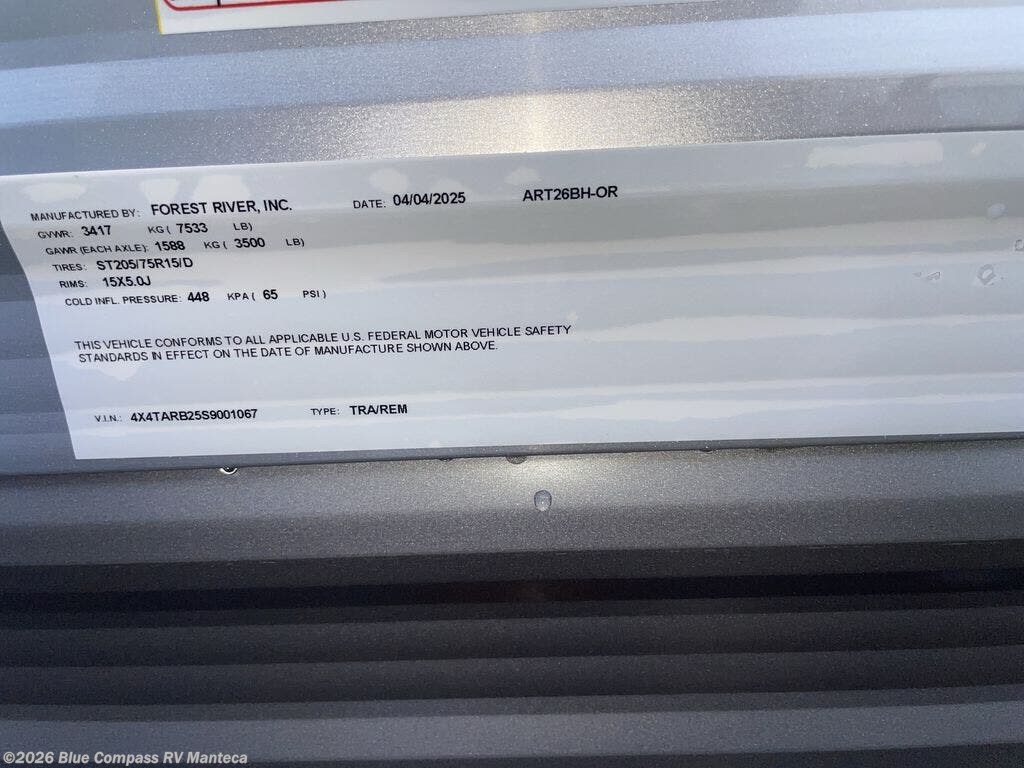 MANUFACTURED BY: FOREST RIVER, INC. DATE: 04/04/2025 ART26BH-OR
GVWR: 3417 KG ( 7533 LB)
GAWR (EACH AXLE): 1588 KG ( 3500 LB)
TIRES: ST205/75R15/D
RIMS: 15X5.0J
COLD INFL. PRESSURE: 448 KPA ( 65 PSI )
THIS VEHICLE CONFORMS TO ALL APPLICABLE U.S. FEDERAL MOTOR VEHICLE SAFETY
STANDARDS IN EFFECT ON THE DATE OF MANUFACTURE SHOWN ABOVE.
V.I.N.: 4X4TARB25S9001067 TYPE: TRA/REM
©2026 Blue Compass RV Manteca